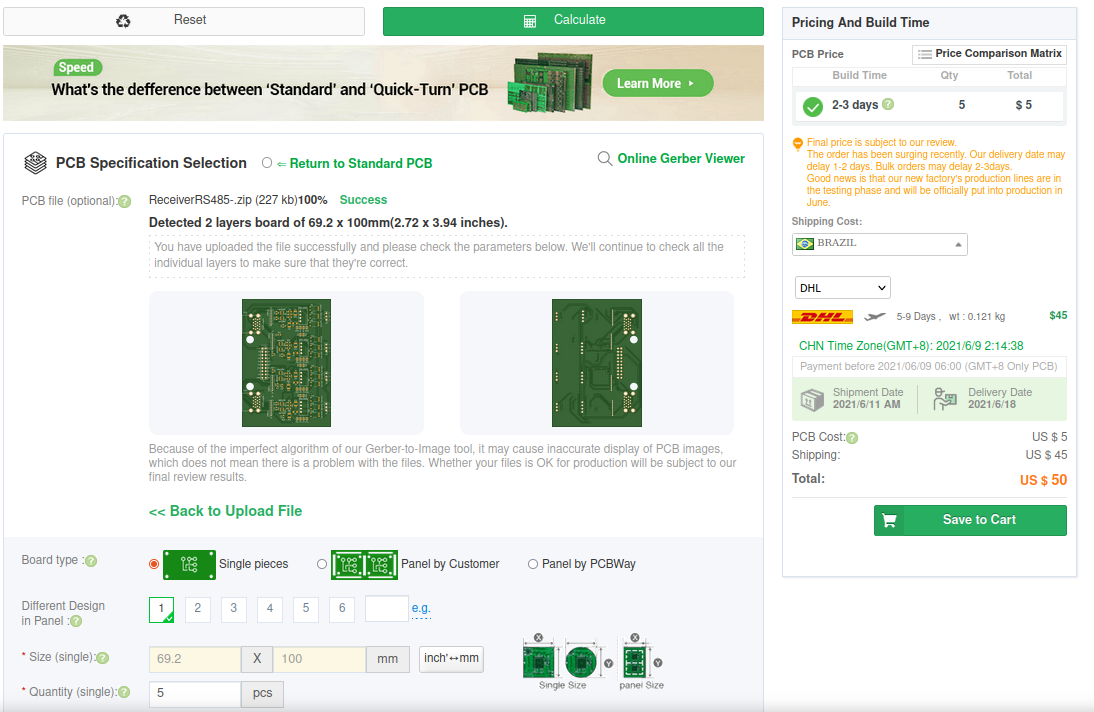 Reset
Calculate
Speed
What's the defference between 'Standard' and 'Quick-Turn' PCB
Learn More
PCB Specification Selection
⇐ Return to Standard PCB
Online Gerber Viewer
PCB file (optional):
ReceiverRS485-.zip (227 kb)100% Success
Detected 2 layers board of 69.2 x 100mm(2.72 x 3.94 inches).
You have uploaded the file successfully and please check the parameters below. We'll continue to check all the
individual layers to make sure that they're correct.
Because of the imperfect algorithm of our Gerber-to-Image tool, it may cause inaccurate display of PCB images,
which does not mean there is a problem with the files. Whether your files is OK for production will be subject to our
final review results.
<< Back to Upload File
Board type :
Single pieces
Panel by Customer
Panel by PCBWay
Different Design
in Panel :
1 2 3 4 5 6 e.g.
* Size (single):
69.2 X 100 mm inch'↔mm
X Y X Y
Single Size panel Size
* Quantity (single):
5 pcs
Pricing And Build Time
PCB Price
Price Comparison Matrix
Build Time Qty Total
2-3 days 5 $ 5
Final price is subject to our review.
The order has been surging recently. Our delivery date may
delay 1-2 days. Bulk orders may delay 2-3days.
Good news is that our new factory's production lines are in
the testing phase and will be officially put into production in
June.
Shipping Cost:
BRAZIL
DHL
DHL 5-9 Days , wt : 0.121 kg $45
CHN Time Zone(GMT+8): 2021/6/9 2:14:38
Payment before 2021/06/09 06:00 (GMT+8 Only PCB)
Shipment Date
2021/6/11 AM
Delivery Date
2021/6/18
PCB Cost: US $ 5
Shipping: US $ 45
Total: US $ 50
Save to Cart